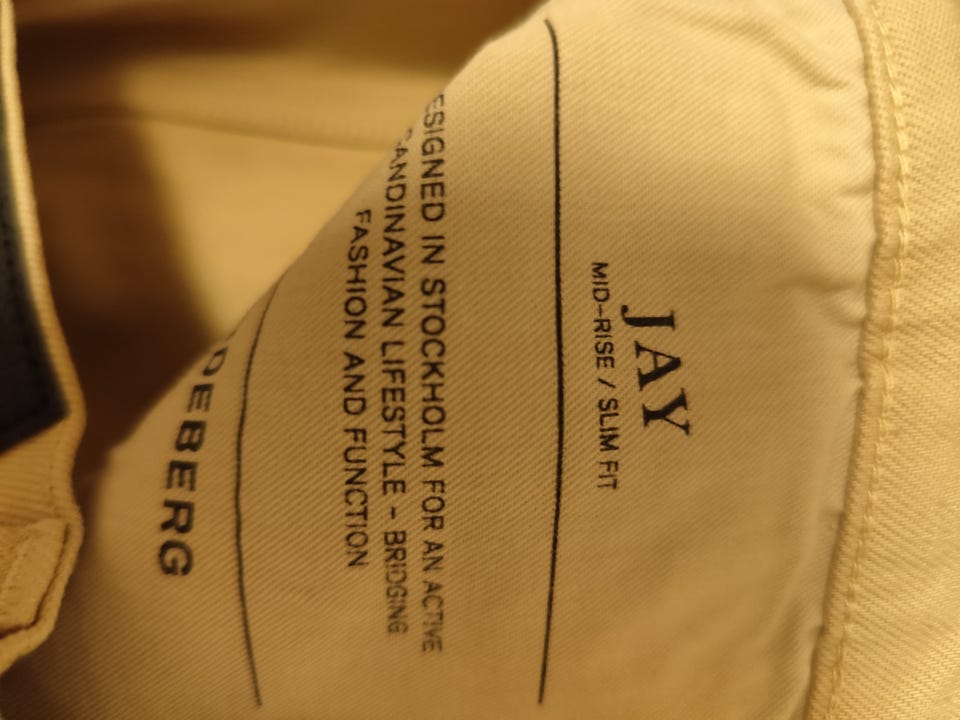 JAY
MID-RISE / SLIM FIT
ESIGNED IN STOCKHOLM FOR AN ACTIVE
CANDINAVIAN LIFESTYLE - BRIDGING
FASHION AND FUNCTION
DEBERG